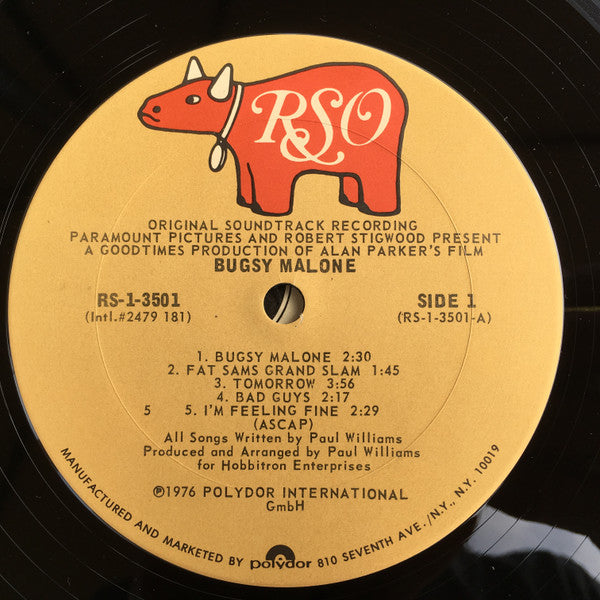 RSO
ORIGINAL SOUNDTRACK RECORDING
PARAMOUNT PICTURES AND ROBERT STIGWOOD PRESENT
A GOODTIMES PRODUCTION OF ALAN PARKER'S FILM
BUGSY MALONE
RS-1-3501 SIDE 1
(Intl.#2479 181) (RS-1-3501-A)
1. BUGSY MALONE 2:30
2. FAT SAMS GRAND SLAM 1:45
3. TOMORROW 3:56
4. BAD GUYS 2:17
5 5. I'M FEELING FINE 2:29
(ASCAP)
All Songs Written by Paul Williams
Produced and Arranged by Paul Williams
for Hobbitron Enterprises
℗1976 POLYDOR INTERNATIONAL
GmbH
MANUFACTURED AND MARKETED BY polydor 810 SEVENTH AVE./N.Y., N.Y. 10019